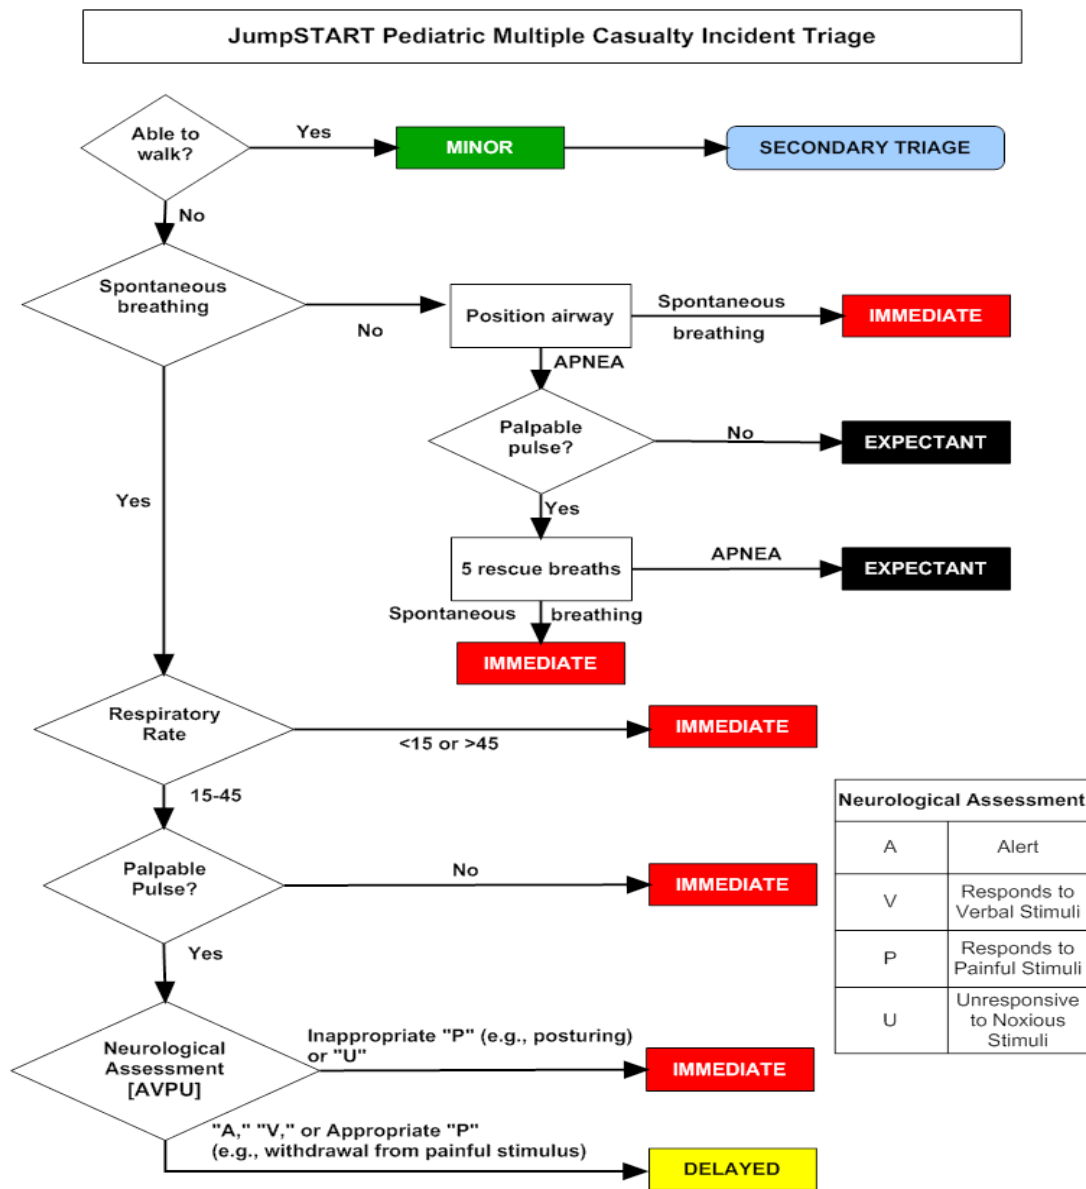 JumpSTART Pediatric Multiple Casualty Incident Triage
Able to
walk?
Yes
MINOR
SECONDARY TRIAGE
No
Spontaneous
breathing
No
Position airway
Spontaneous
breathing
IMMEDIATE
APNEA
Palpable
pulse?
No
EXPECTANT
Yes
Yes
5 rescue breaths
APNEA
EXPECTANT
Spontaneous breathing
IMMEDIATE
Respiratory
Rate
<15 or >45
IMMEDIATE
15-45
Palpable
Pulse?
No
IMMEDIATE
Yes
Neurological
Assessment
[AVPU]
Inappropriate "P" (e.g., posturing)
or "U"
IMMEDIATE
"A," "V," or Appropriate "P"
(e.g., withdrawal from painful stimulus)
DELAYED
Neurological Assessment
A Alert
V Responds to
Verbal Stimuli
P Responds to
Painful Stimuli
U Unresponsive
to Noxious
Stimuli